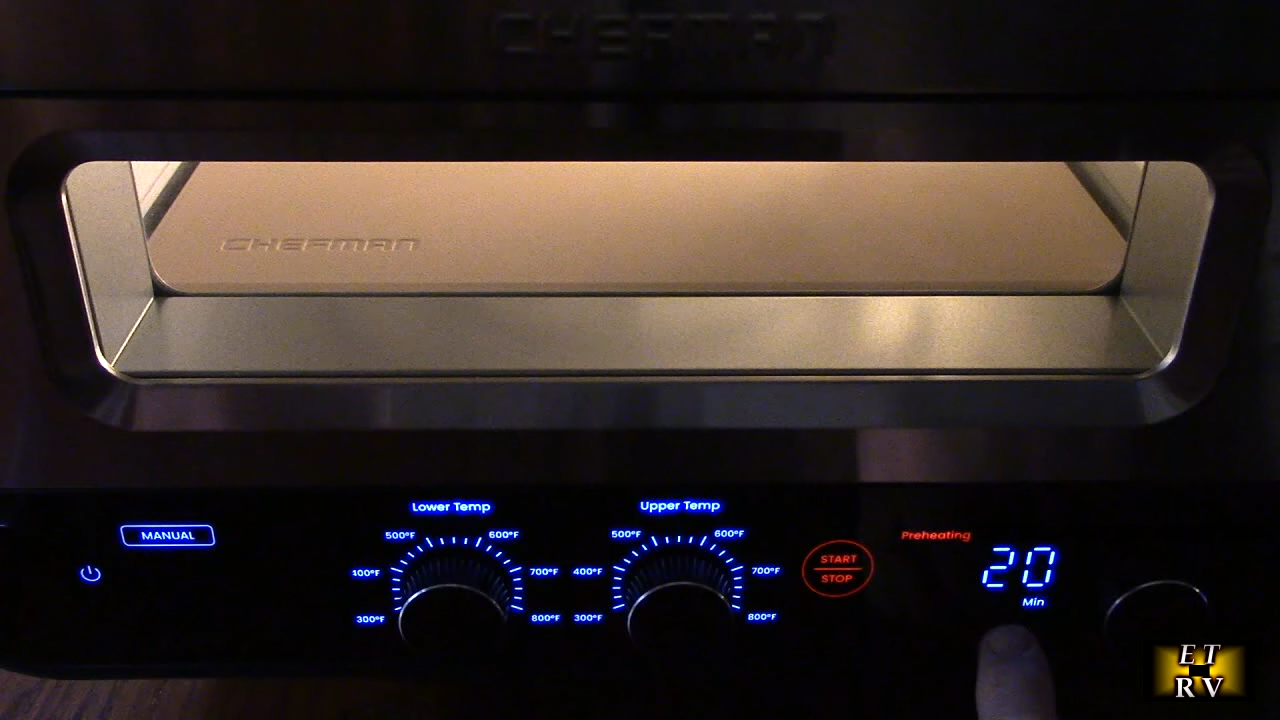 CHEFMAN
CHEFMAN
Lower Temp
Upper Temp
MANUAL
500°F
600°F
500°F
600°F
Preheating
START
STOP
20
Min
100°F
700°F
400°F
700°F
300°F
800°F
300°F
800°F
ET
RV